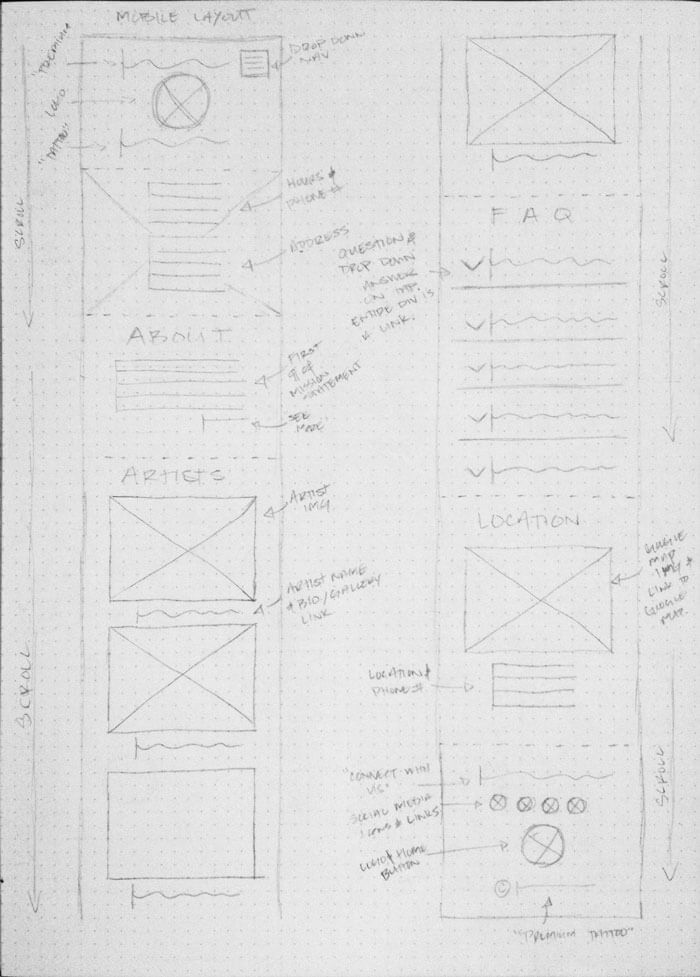 MOBILE LAYOUT
"PREMIUM"
LOGO
"TATTOO"
DROP DOWN
NAV
SCROLL
HOURS &
PHONE #
ADDRESS
ABOUT
FIRST
¶ OF
MISSION
STATEMENT
SEE
MORE
ARTISTS
ARTIST
IMG
ARTIST NAME
& BIO/GALLERY
LINK
SCROLL
FAQ
QUESTION &
DROP DOWN
ANSWER
ON TAP.
ENTIRE DIV IS
A LINK.
SCROLL
LOCATION
GOOGLE
MAP
IMG &
LINK TO
GOOGLE
MAP
LOCATION &
PHONE #
"CONNECT WITH
US"
SOCIAL MEDIA
ICONS & LINKS
LOGO & HOME
BUTTON
SCROLL
©
"PREMIUM TATTOO"